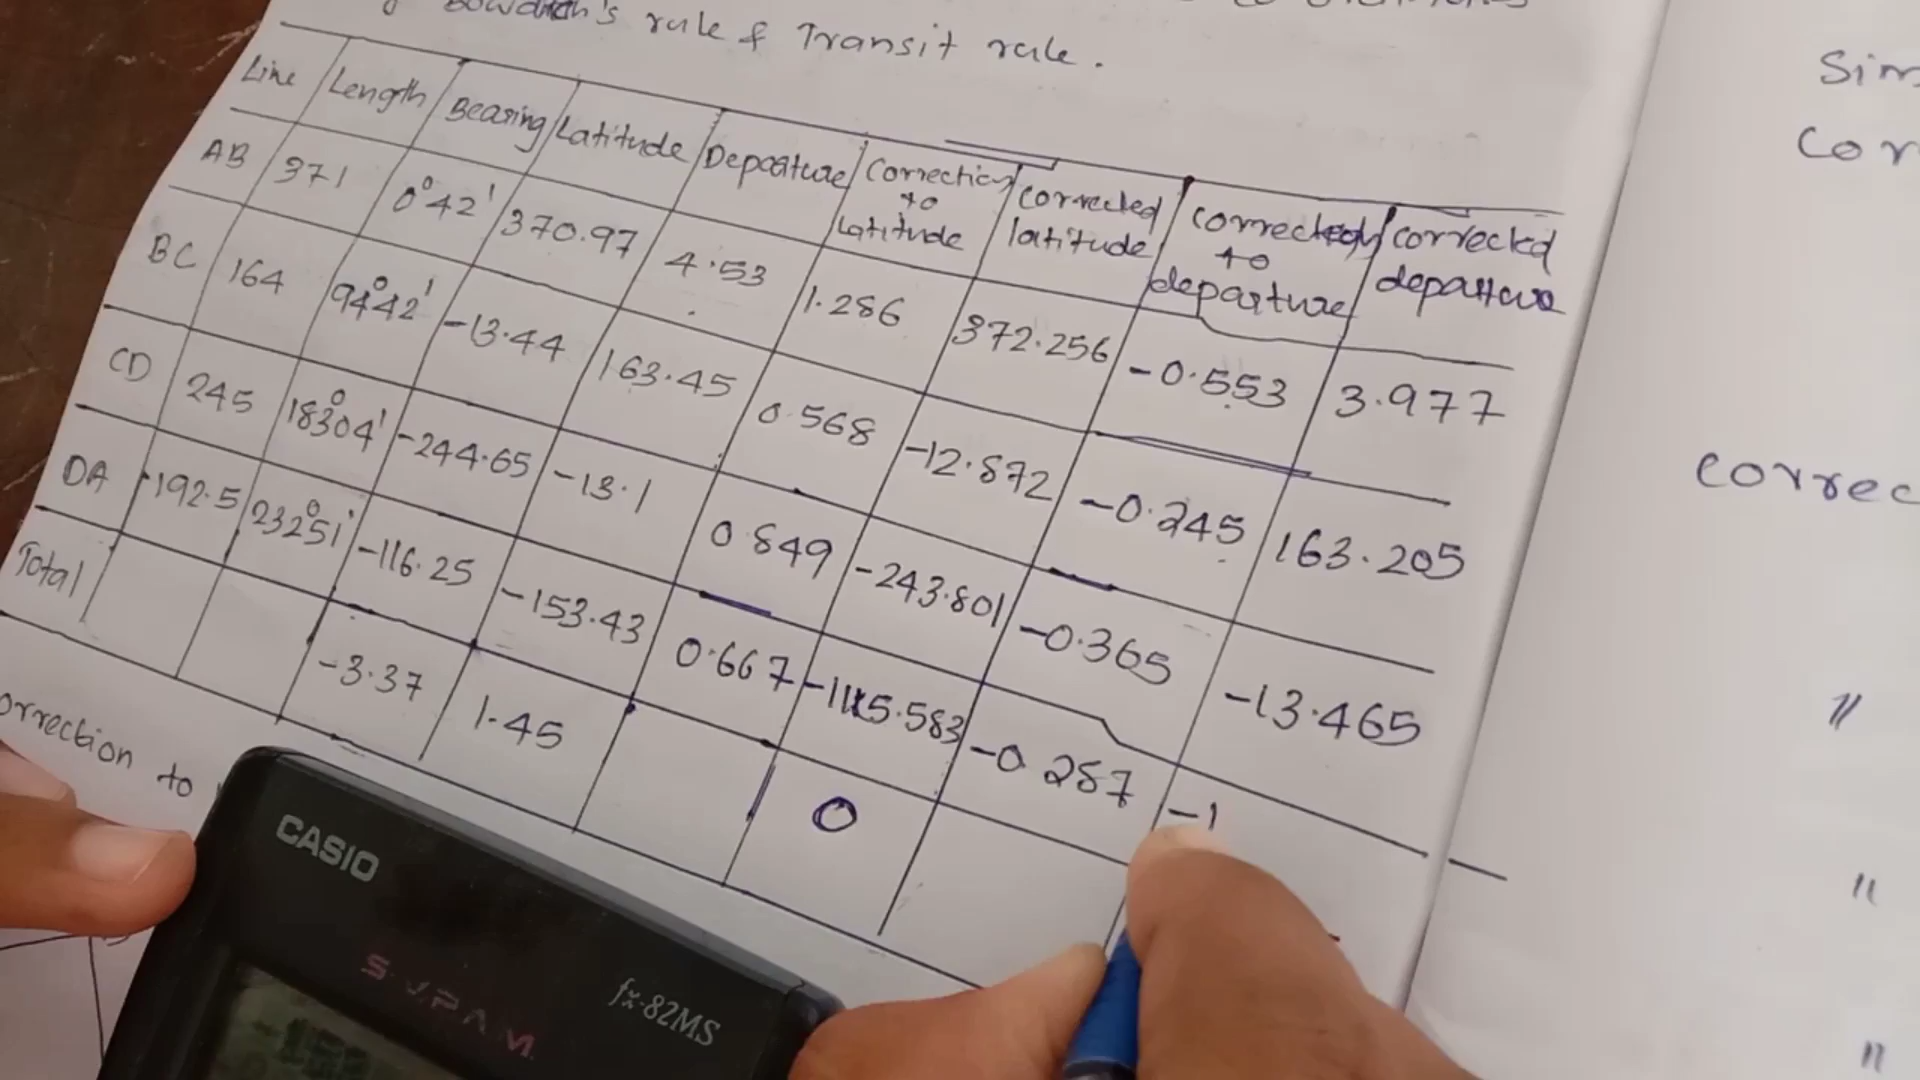 Bowditch's rule & Transit rule.
Line Length Bearing Latitude Departure Correction to latitude corrected latitude corrected to departure corrected departure
AB 371 0°42' 370.97 4.53 1.286 372.256 -0.553 3.977
BC 164 94°42' -13.44 163.45 0.568 -12.872 -0.245 163.205
CD 245 183°04' -244.65 -13.1 0.849 -243.801 -0.365 -13.465
DA 192.5 232°51' -116.25 -153.43 0.667 -115.583 -0.287 -1
Total -3.37 1.45 0
orrection to
CASIO
S-V.P.A.M.
fx-82MS
Sim
Cor
Correc
"
"
"